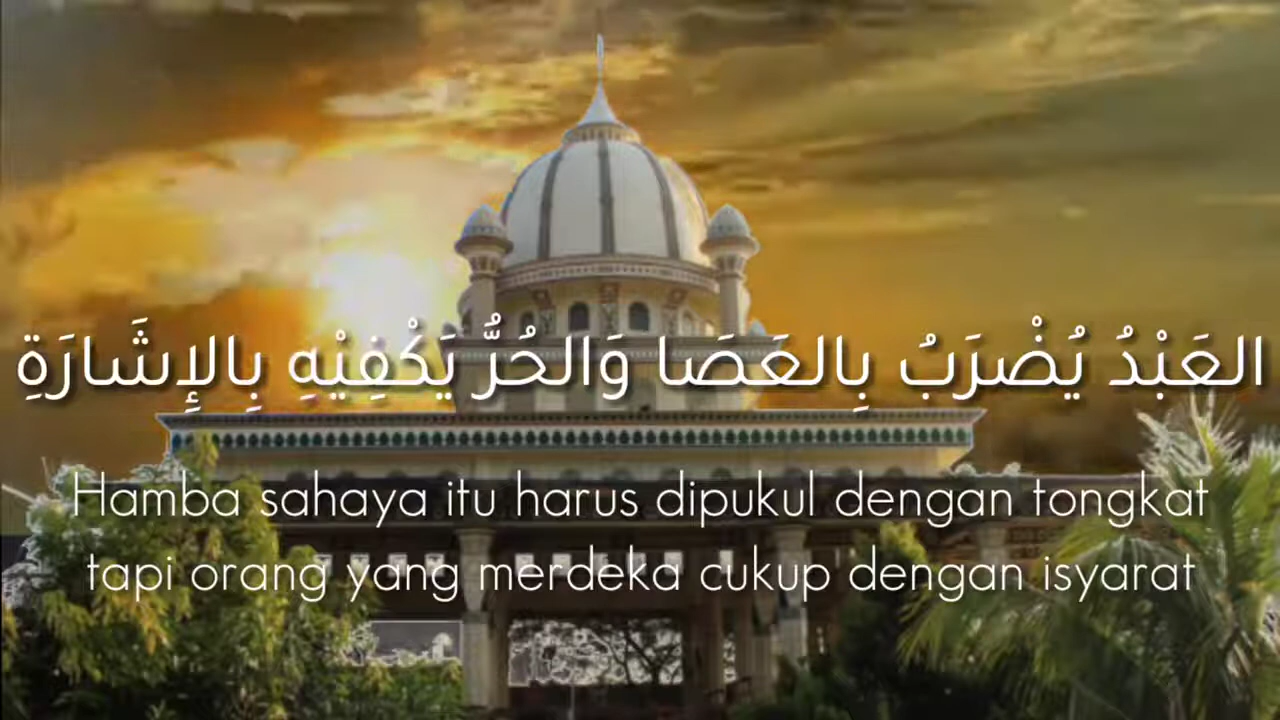 العَبْدُ يُضْرَبُ بِالعَصَا وَالحُرُّ يَكْفِيْهِ بِالإِشَارَةِ
Hamba sahaya itu harus dipukul dengan tongkat
tapi orang yang merdeka cukup dengan isyarat